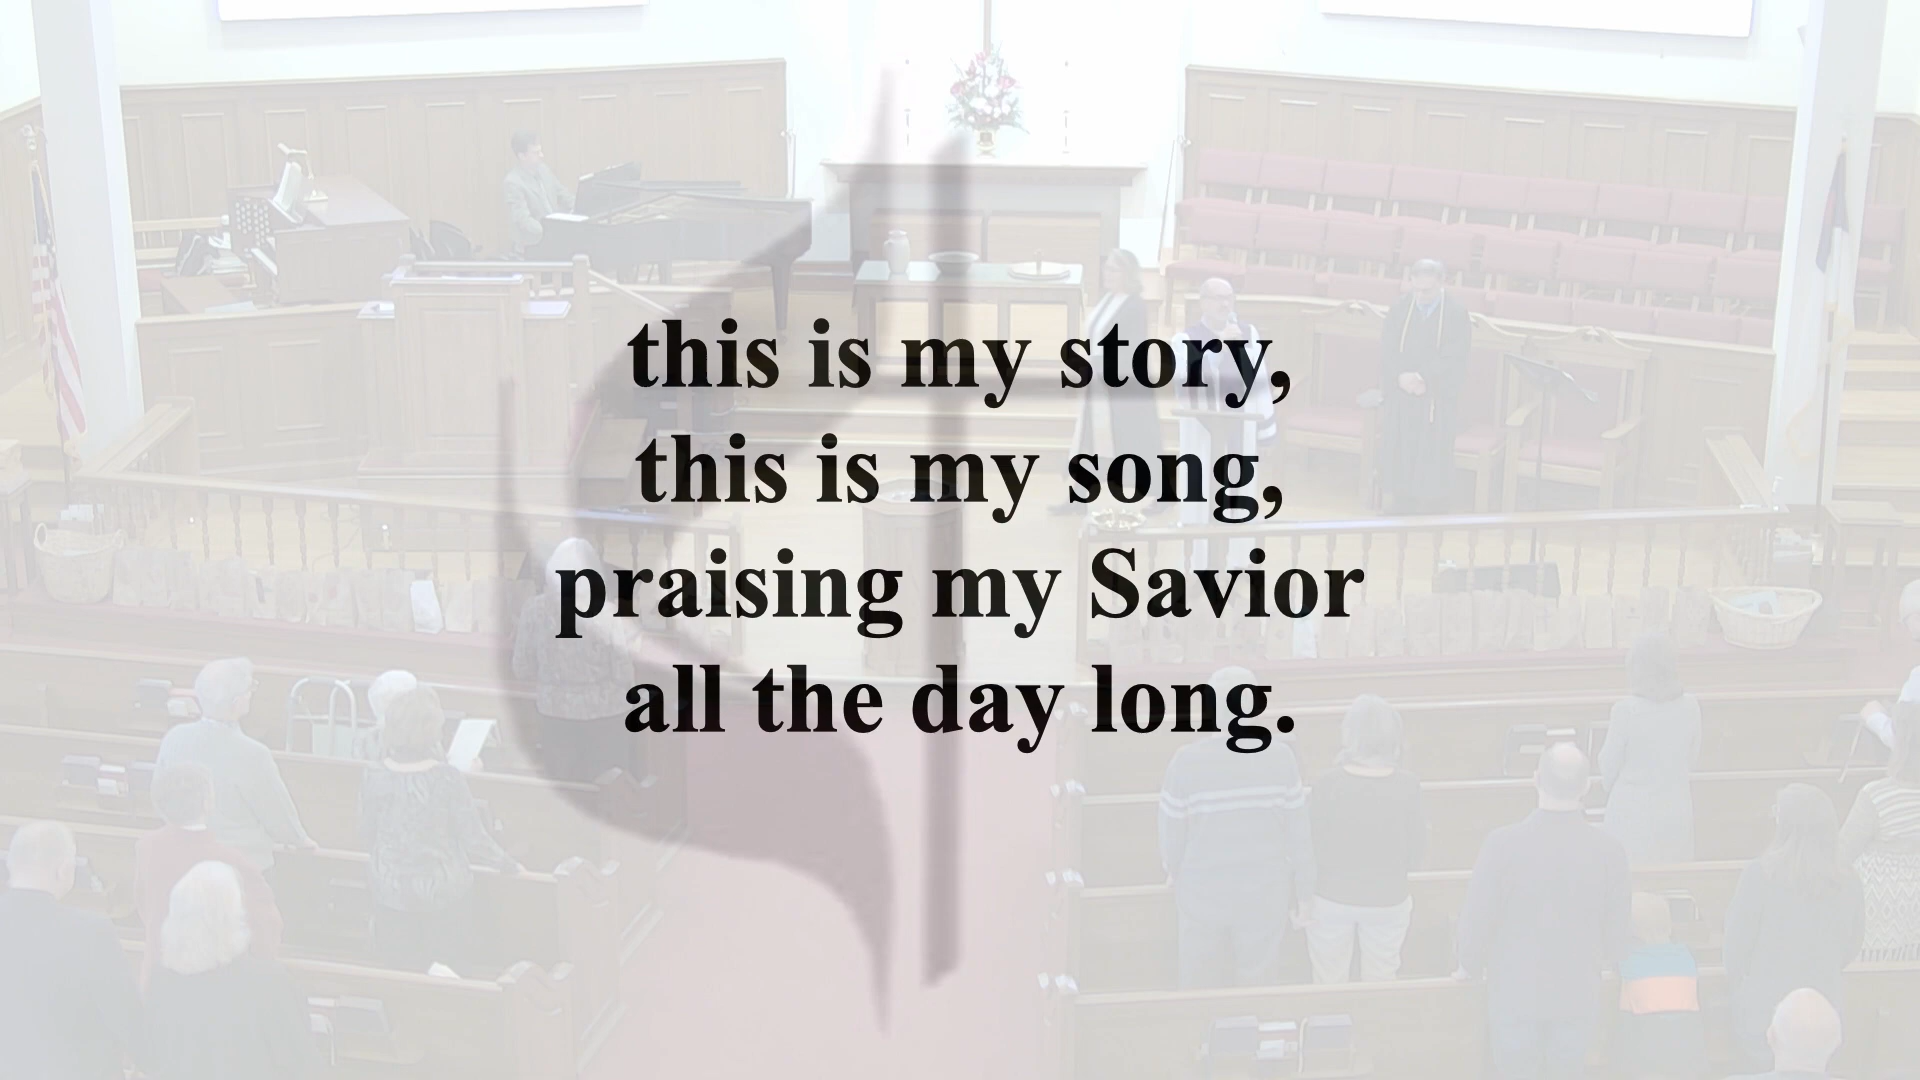 this is my story,
this is my song,
praising my Savior
all the day long.